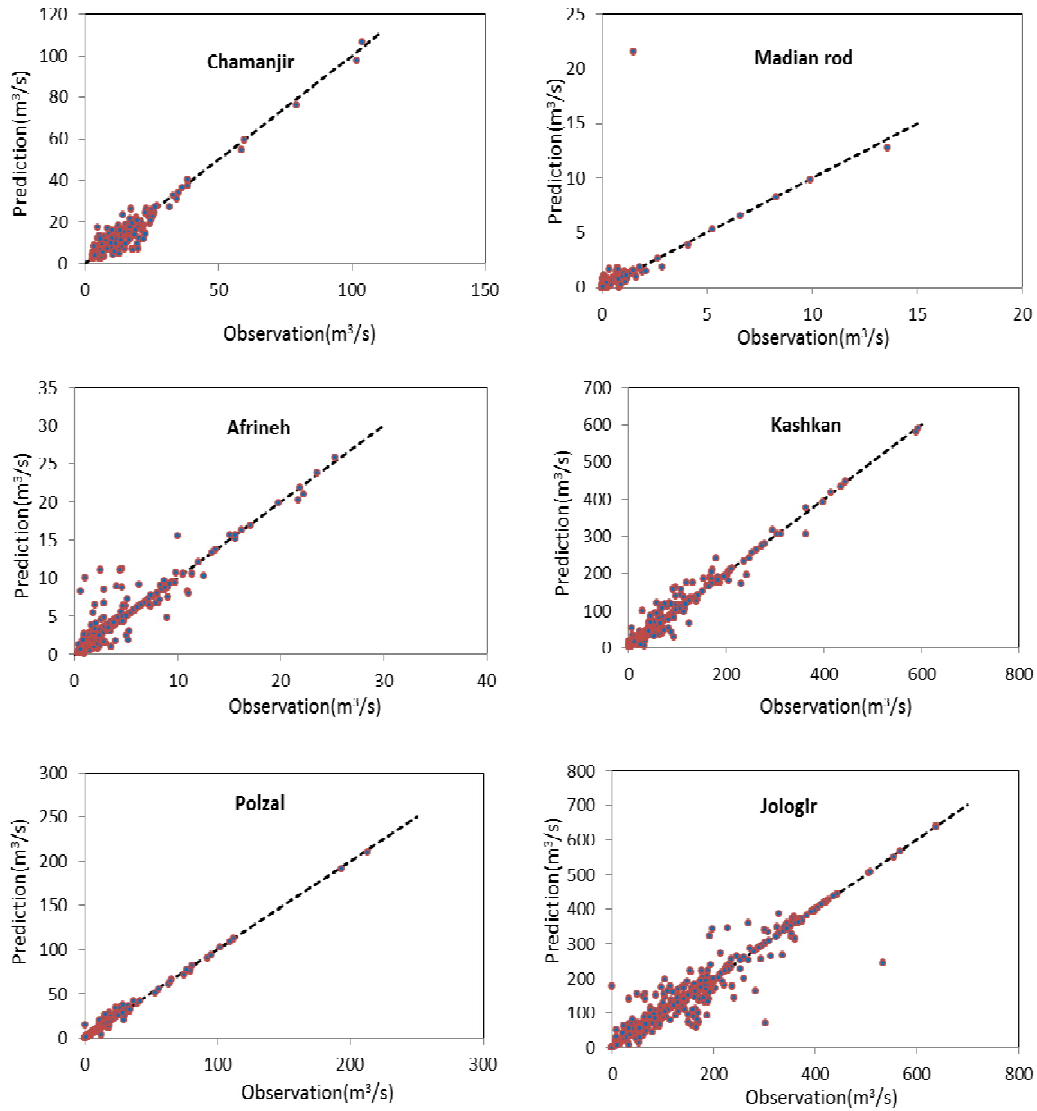 Chamanjir
Prediction(m³/s)
120
100
80
60
40
20
0
0 50 100 150
Observation(m³/s)
Madian rod
Prediction(m³/s)
25
20
15
10
5
0
0 5 10 15 20
Observation(m³/s)
Afrineh
Prediction(m³/s)
35
30
25
20
15
10
5
0
0 10 20 30 40
Observation(m³/s)
Kashkan
Prediction(m³/s)
700
600
500
400
300
200
100
0
0 200 400 600 800
Observation(m³/s)
Polzal
Prediction(m³/s)
300
250
200
150
100
50
0
0 100 200 300
Observation(m³/s)
Jologir
Prediction(m³/s)
800
700
600
500
400
300
200
100
0
0 200 400 600 800
Observation(m³/s)